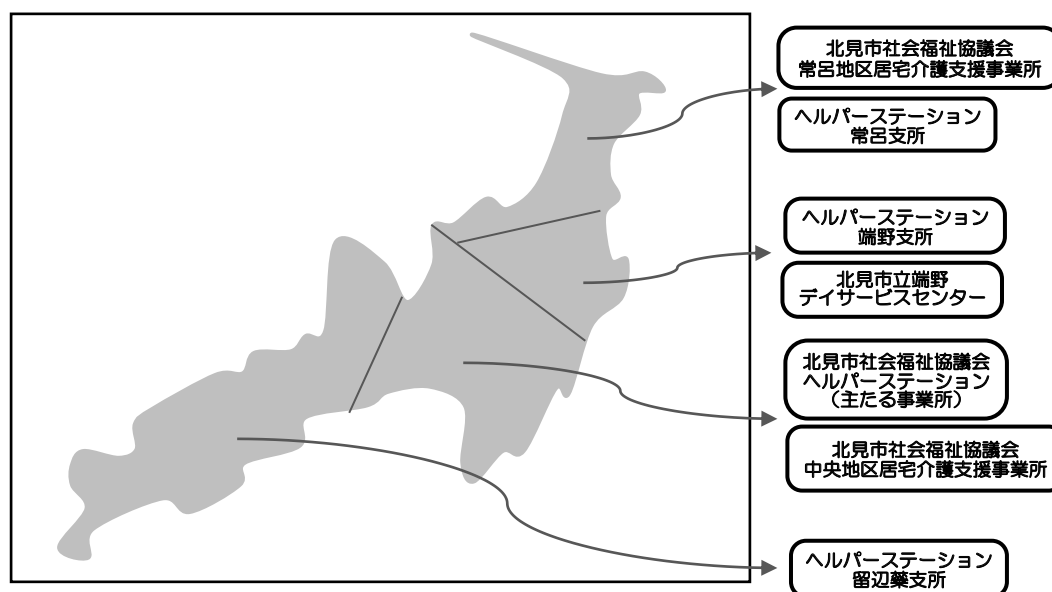 北見市社会福祉協議会
常呂地区居宅介護支援事業所
ヘルパーステーション
常呂支所
ヘルパーステーション
端野支所
北見市立端野
デイサービスセンター
北見市社会福祉協議会
ヘルパーステーション
（主たる事業所）
北見市社会福祉協議会
中央地区居宅介護支援事業所
ヘルパーステーション
留辺蘂支所